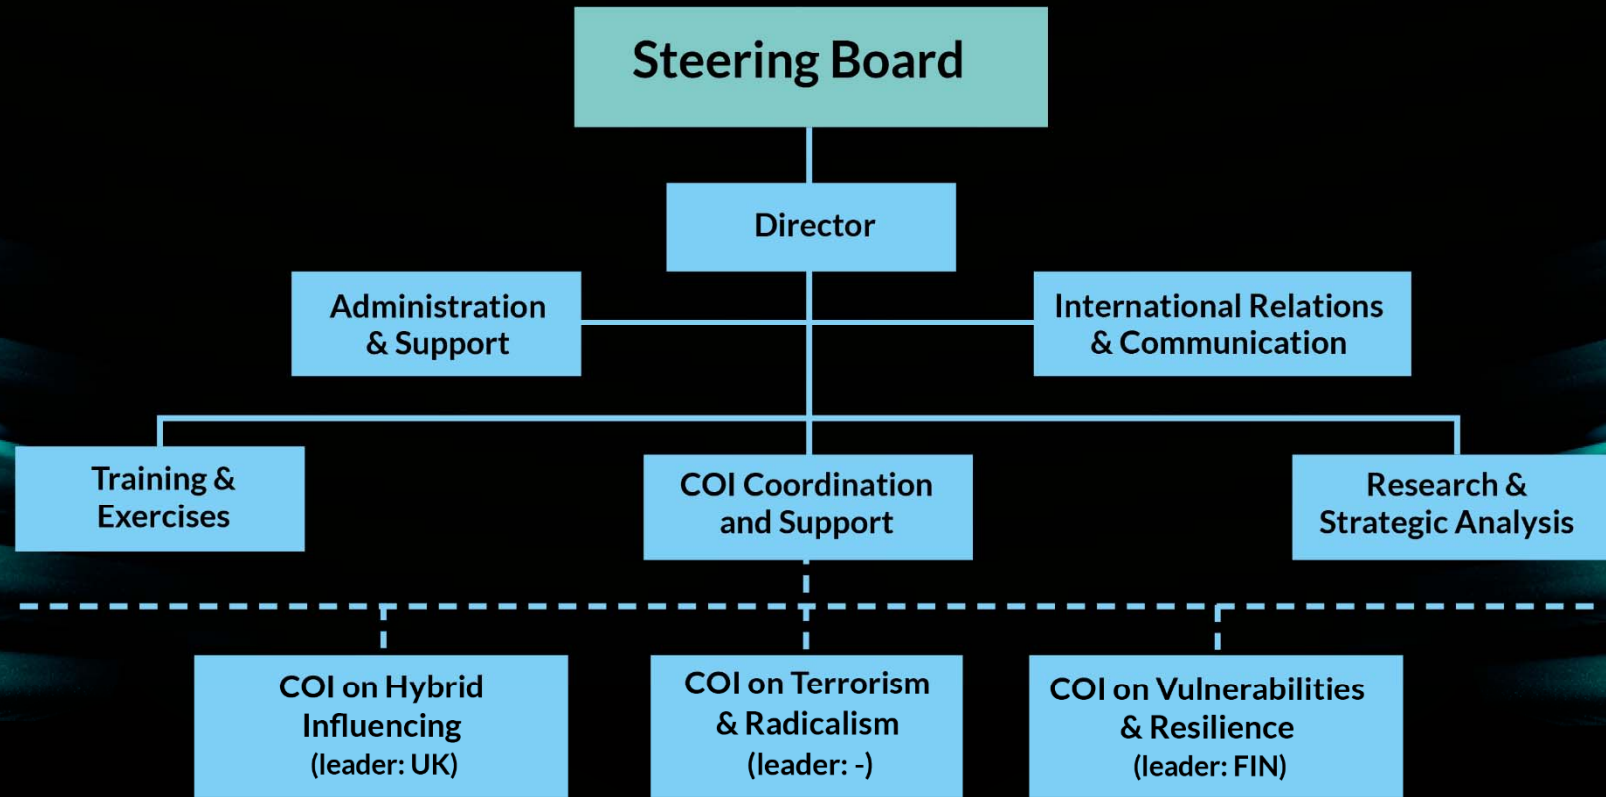 Steering Board
Director
Administration
& Support
International Relations
& Communication
Training &
Exercises
COI Coordination
and Support
Research &
Strategic Analysis
COI on Hybrid
Influencing
(leader: UK)
COI on Terrorism
& Radicalism
(leader: -)
COI on Vulnerabilities
& Resilience
(leader: FIN)